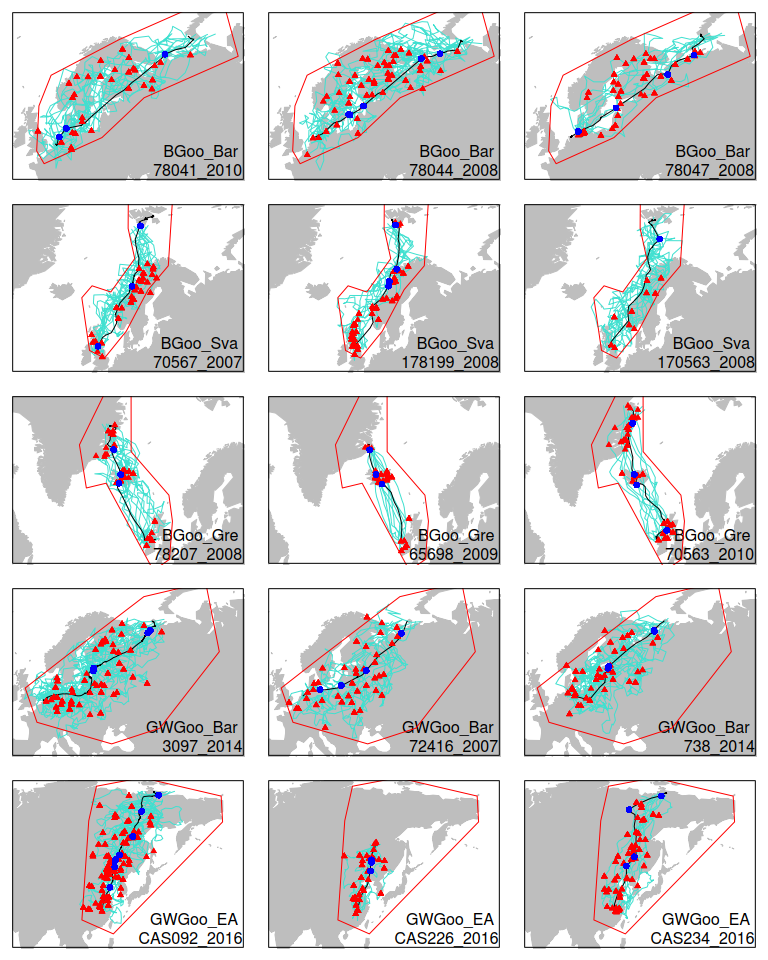 BGoo_Bar
78041_2010
BGoo_Bar
78044_2008
BGoo_Bar
78047_2008
BGoo_Sva
70567_2007
BGoo_Sva
178199_2008
BGoo_Sva
170563_2008
BGoo_Gre
78207_2008
BGoo_Gre
65698_2009
BGoo_Gre
70563_2010
GWGoo_Bar
3097_2014
GWGoo_Bar
72416_2007
GWGoo_Bar
738_2014
GWGoo_EA
CAS092_2016
GWGoo_EA
CAS226_2016
GWGoo_EA
CAS234_2016